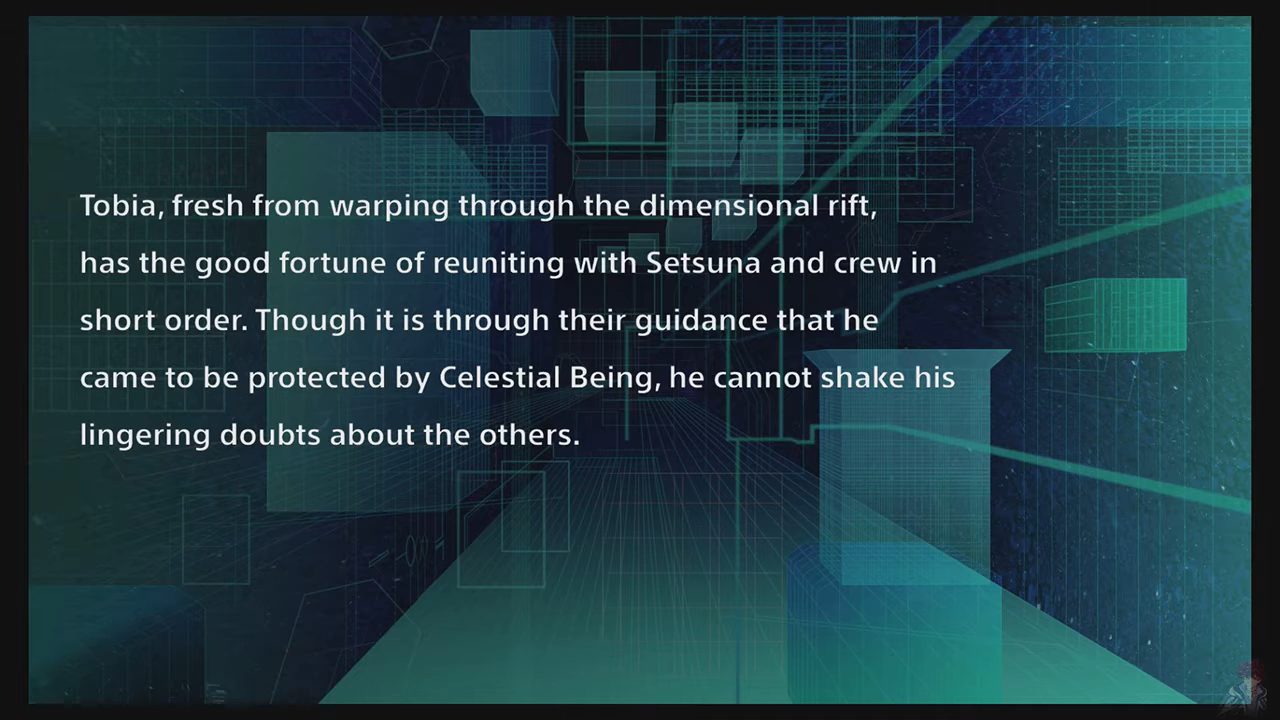 Tobia, fresh from warping through the dimensional rift,
has the good fortune of reuniting with Setsuna and crew in
short order. Though it is through their guidance that he
came to be protected by Celestial Being, he cannot shake his
lingering doubts about the others.